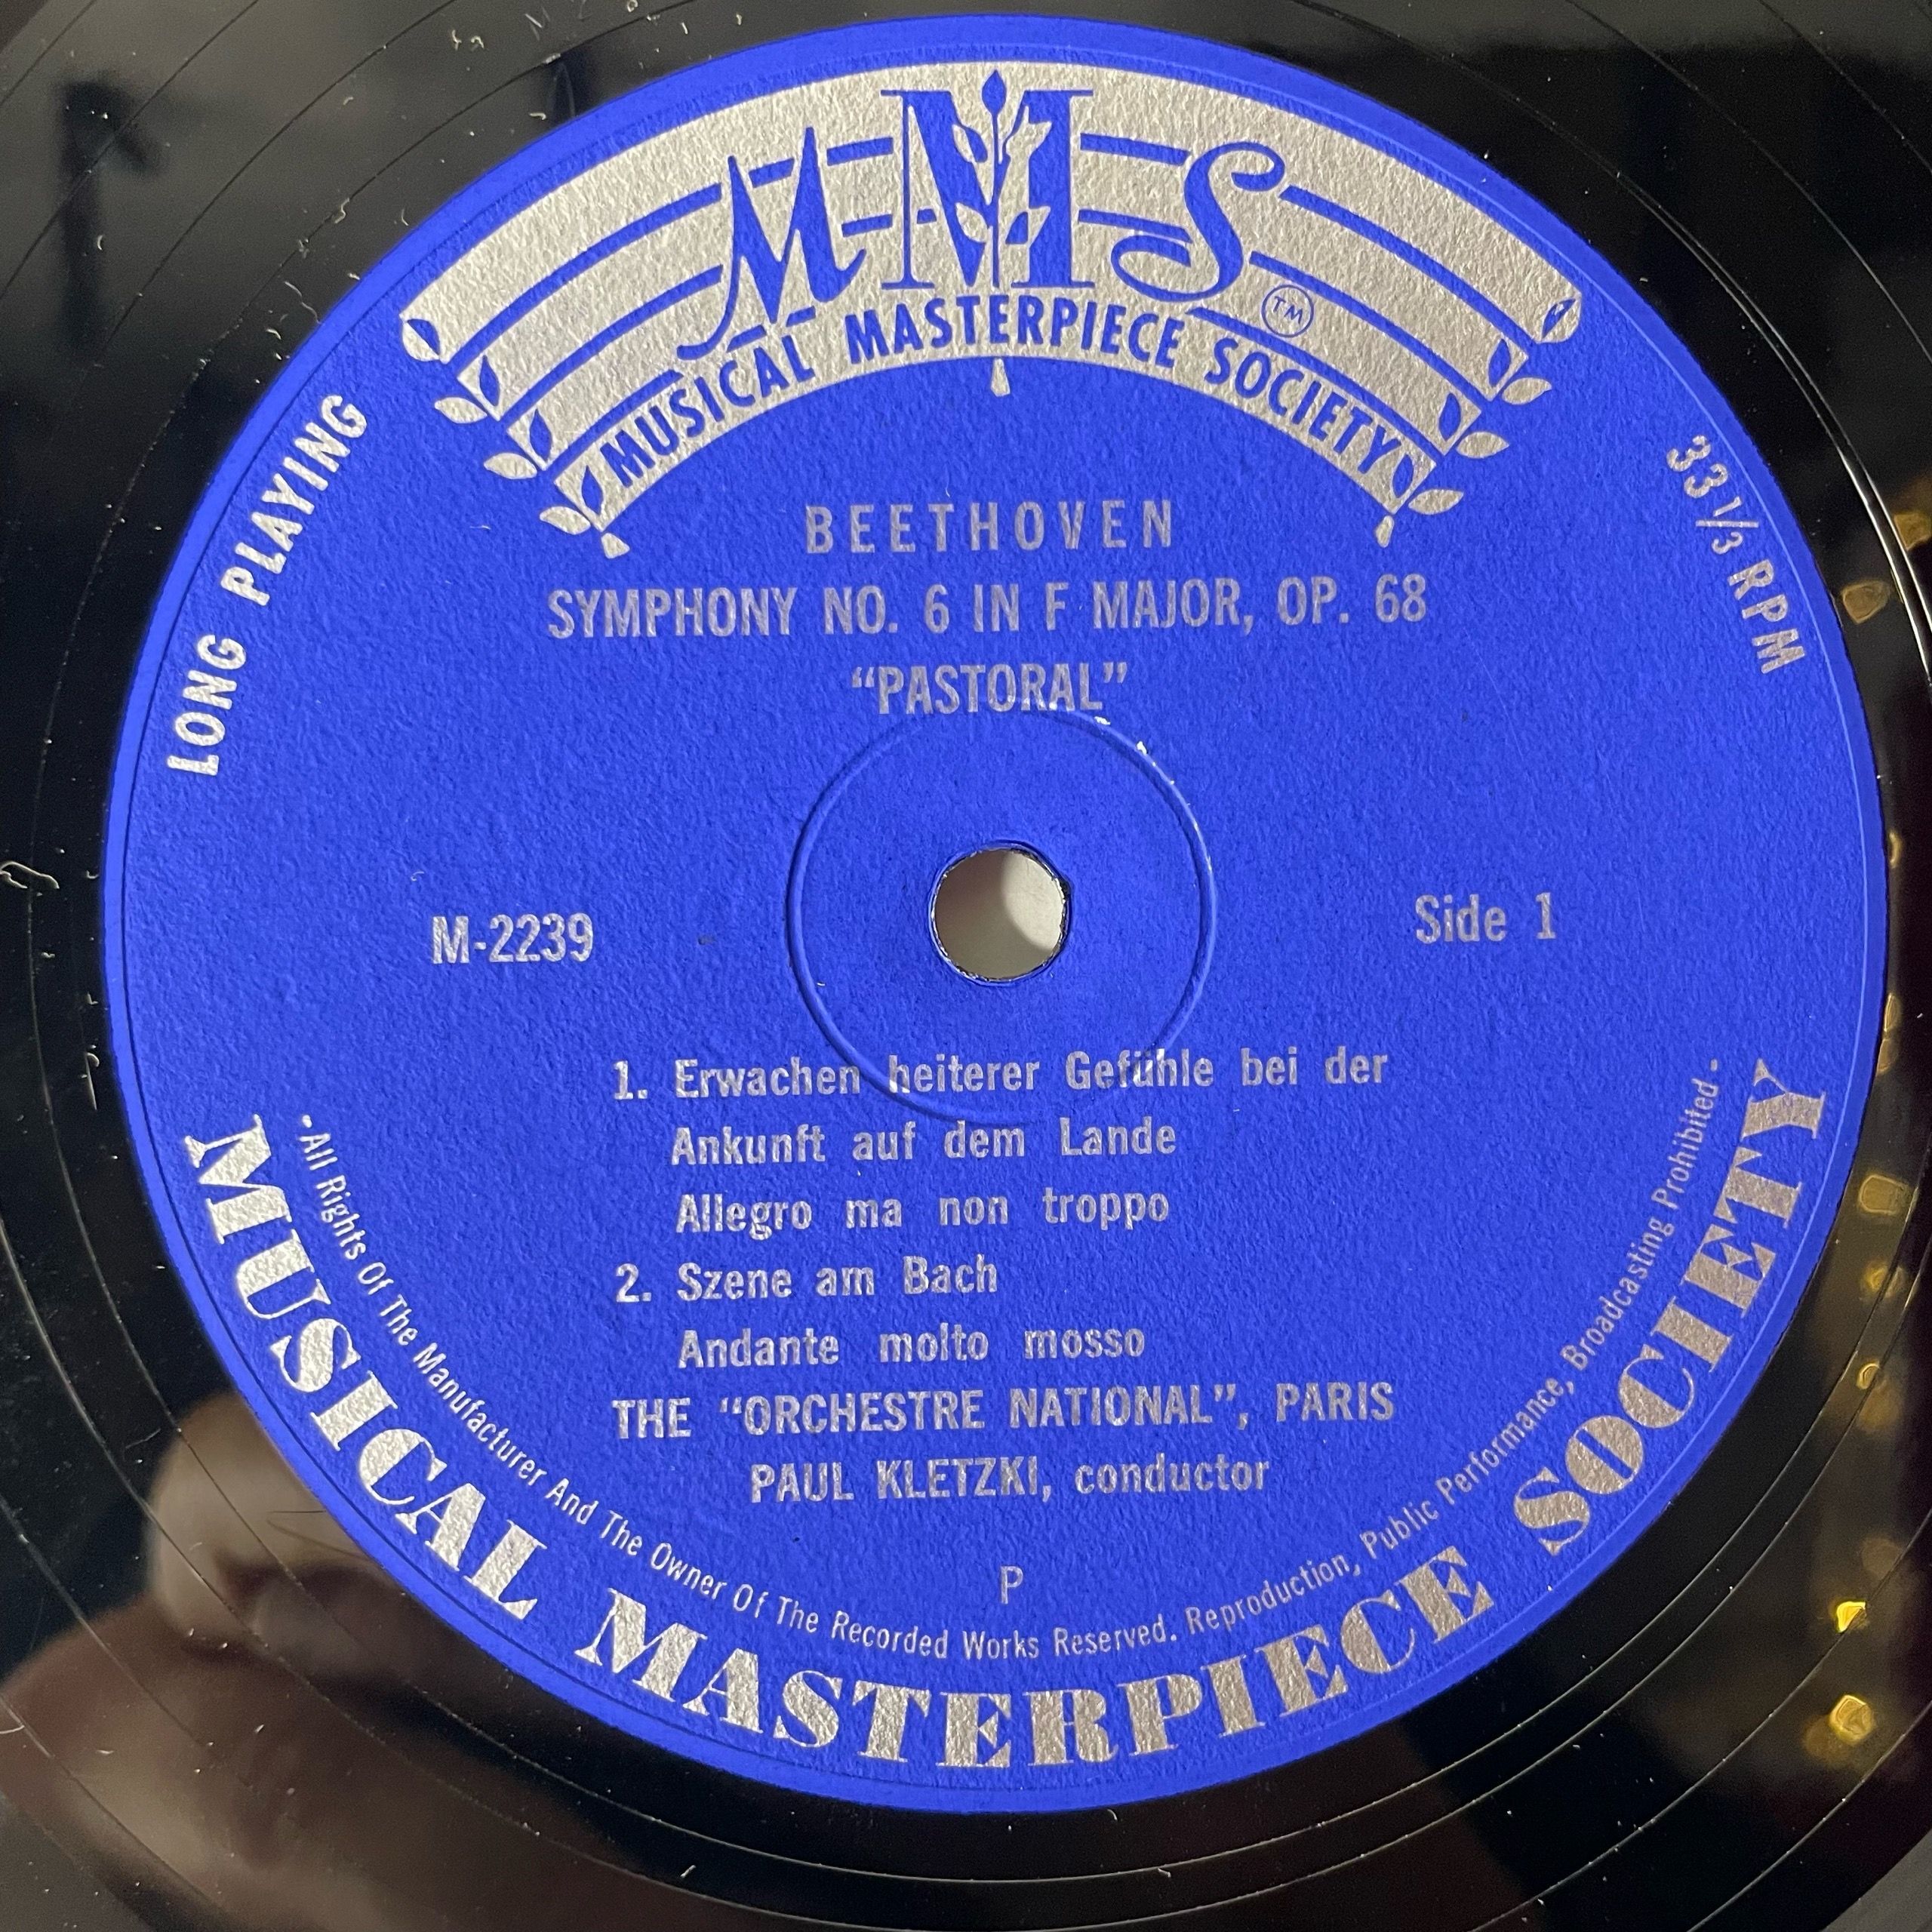 MMS
TM
MUSICAL MASTERPIECE SOCIETY
LONG PLAYING
33 1/3 RPM
BEETHOVEN
SYMPHONY NO. 6 IN F MAJOR, OP. 68
“PASTORAL”
M-2239
Side 1
1. Erwachen heiterer Gefühle bei der
Ankunft auf dem Lande
Allegro ma non troppo
2. Szene am Bach
Andante molto mosso
THE “ORCHESTRE NATIONAL”, PARIS
PAUL KLETZKI, conductor
P
- All Rights Of The Manufacturer And The Owner Of The Recorded Works Reserved. Reproduction, Public Performance, Broadcasting Prohibited -
MUSICAL MASTERPIECE SOCIETY